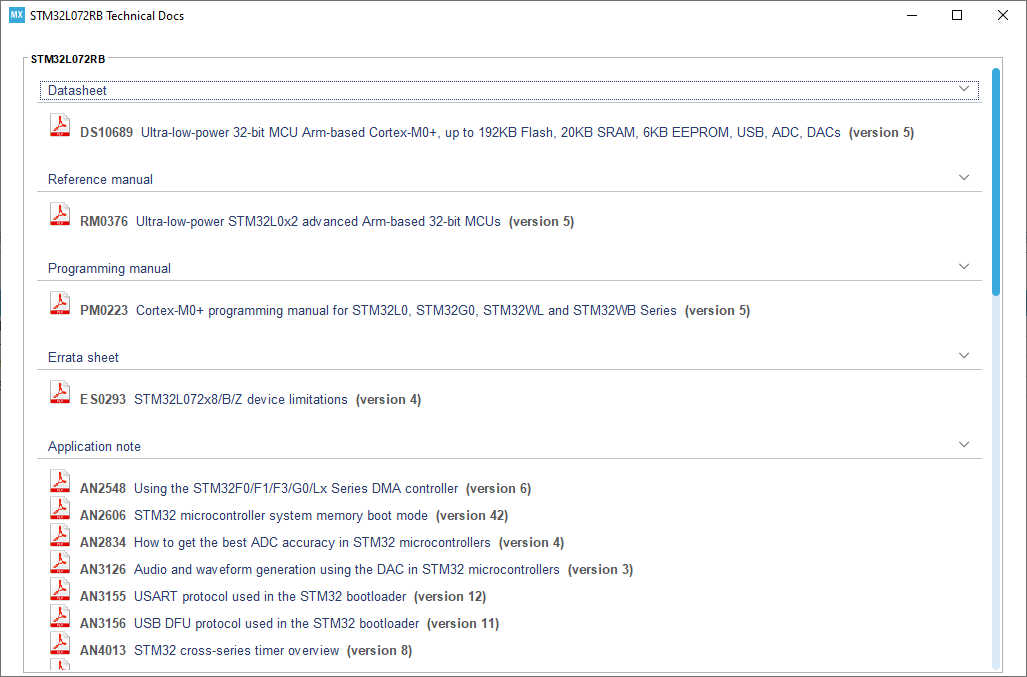 MX STM32L072RB Technical Docs
STM32L072RB
Datasheet
DS10689 Ultra-low-power 32-bit MCU Arm-based Cortex-M0+, up to 192KB Flash, 20KB SRAM, 6KB EEPROM, USB, ADC, DACs (version 5)
Reference manual
RM0376 Ultra-low-power STM32L0x2 advanced Arm-based 32-bit MCUs (version 5)
Programming manual
PM0223 Cortex-M0+ programming manual for STM32L0, STM32G0, STM32WL and STM32WB Series (version 5)
Errata sheet
ES0293 STM32L072x8/B/Z device limitations (version 4)
Application note
AN2548 Using the STM32F0/F1/F3/G0/Lx Series DMA controller (version 6)
AN2606 STM32 microcontroller system memory boot mode (version 42)
AN2834 How to get the best ADC accuracy in STM32 microcontrollers (version 4)
AN3126 Audio and waveform generation using the DAC in STM32 microcontrollers (version 3)
AN3155 USART protocol used in the STM32 bootloader (version 12)
AN3156 USB DFU protocol used in the STM32 bootloader (version 11)
AN4013 STM32 cross-series timer overview (version 8)